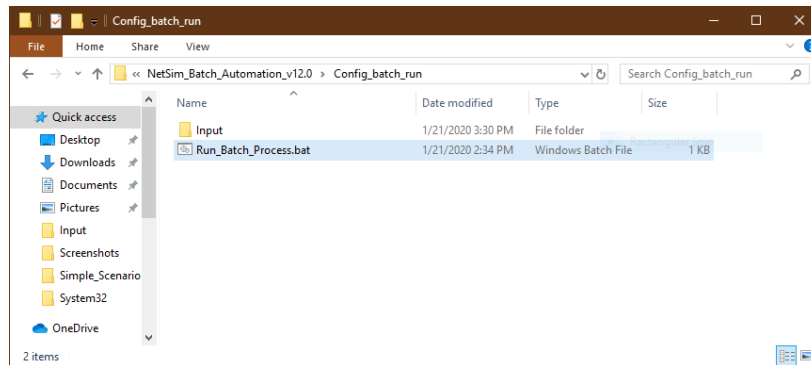 Config_batch_run
File Home Share View
« NetSim_Batch_Automation_v12.0 › Config_batch_run Search Config_batch_run
Name Date modified Type Size
Quick access
Desktop
Downloads
Documents
Pictures
Input
Screenshots
Simple_Scenario
System32
OneDrive
Input 1/21/2020 3:30 PM File folder
Run_Batch_Process.bat 1/21/2020 2:34 PM Windows Batch File 1 KB
Rectangular Snip
2 items